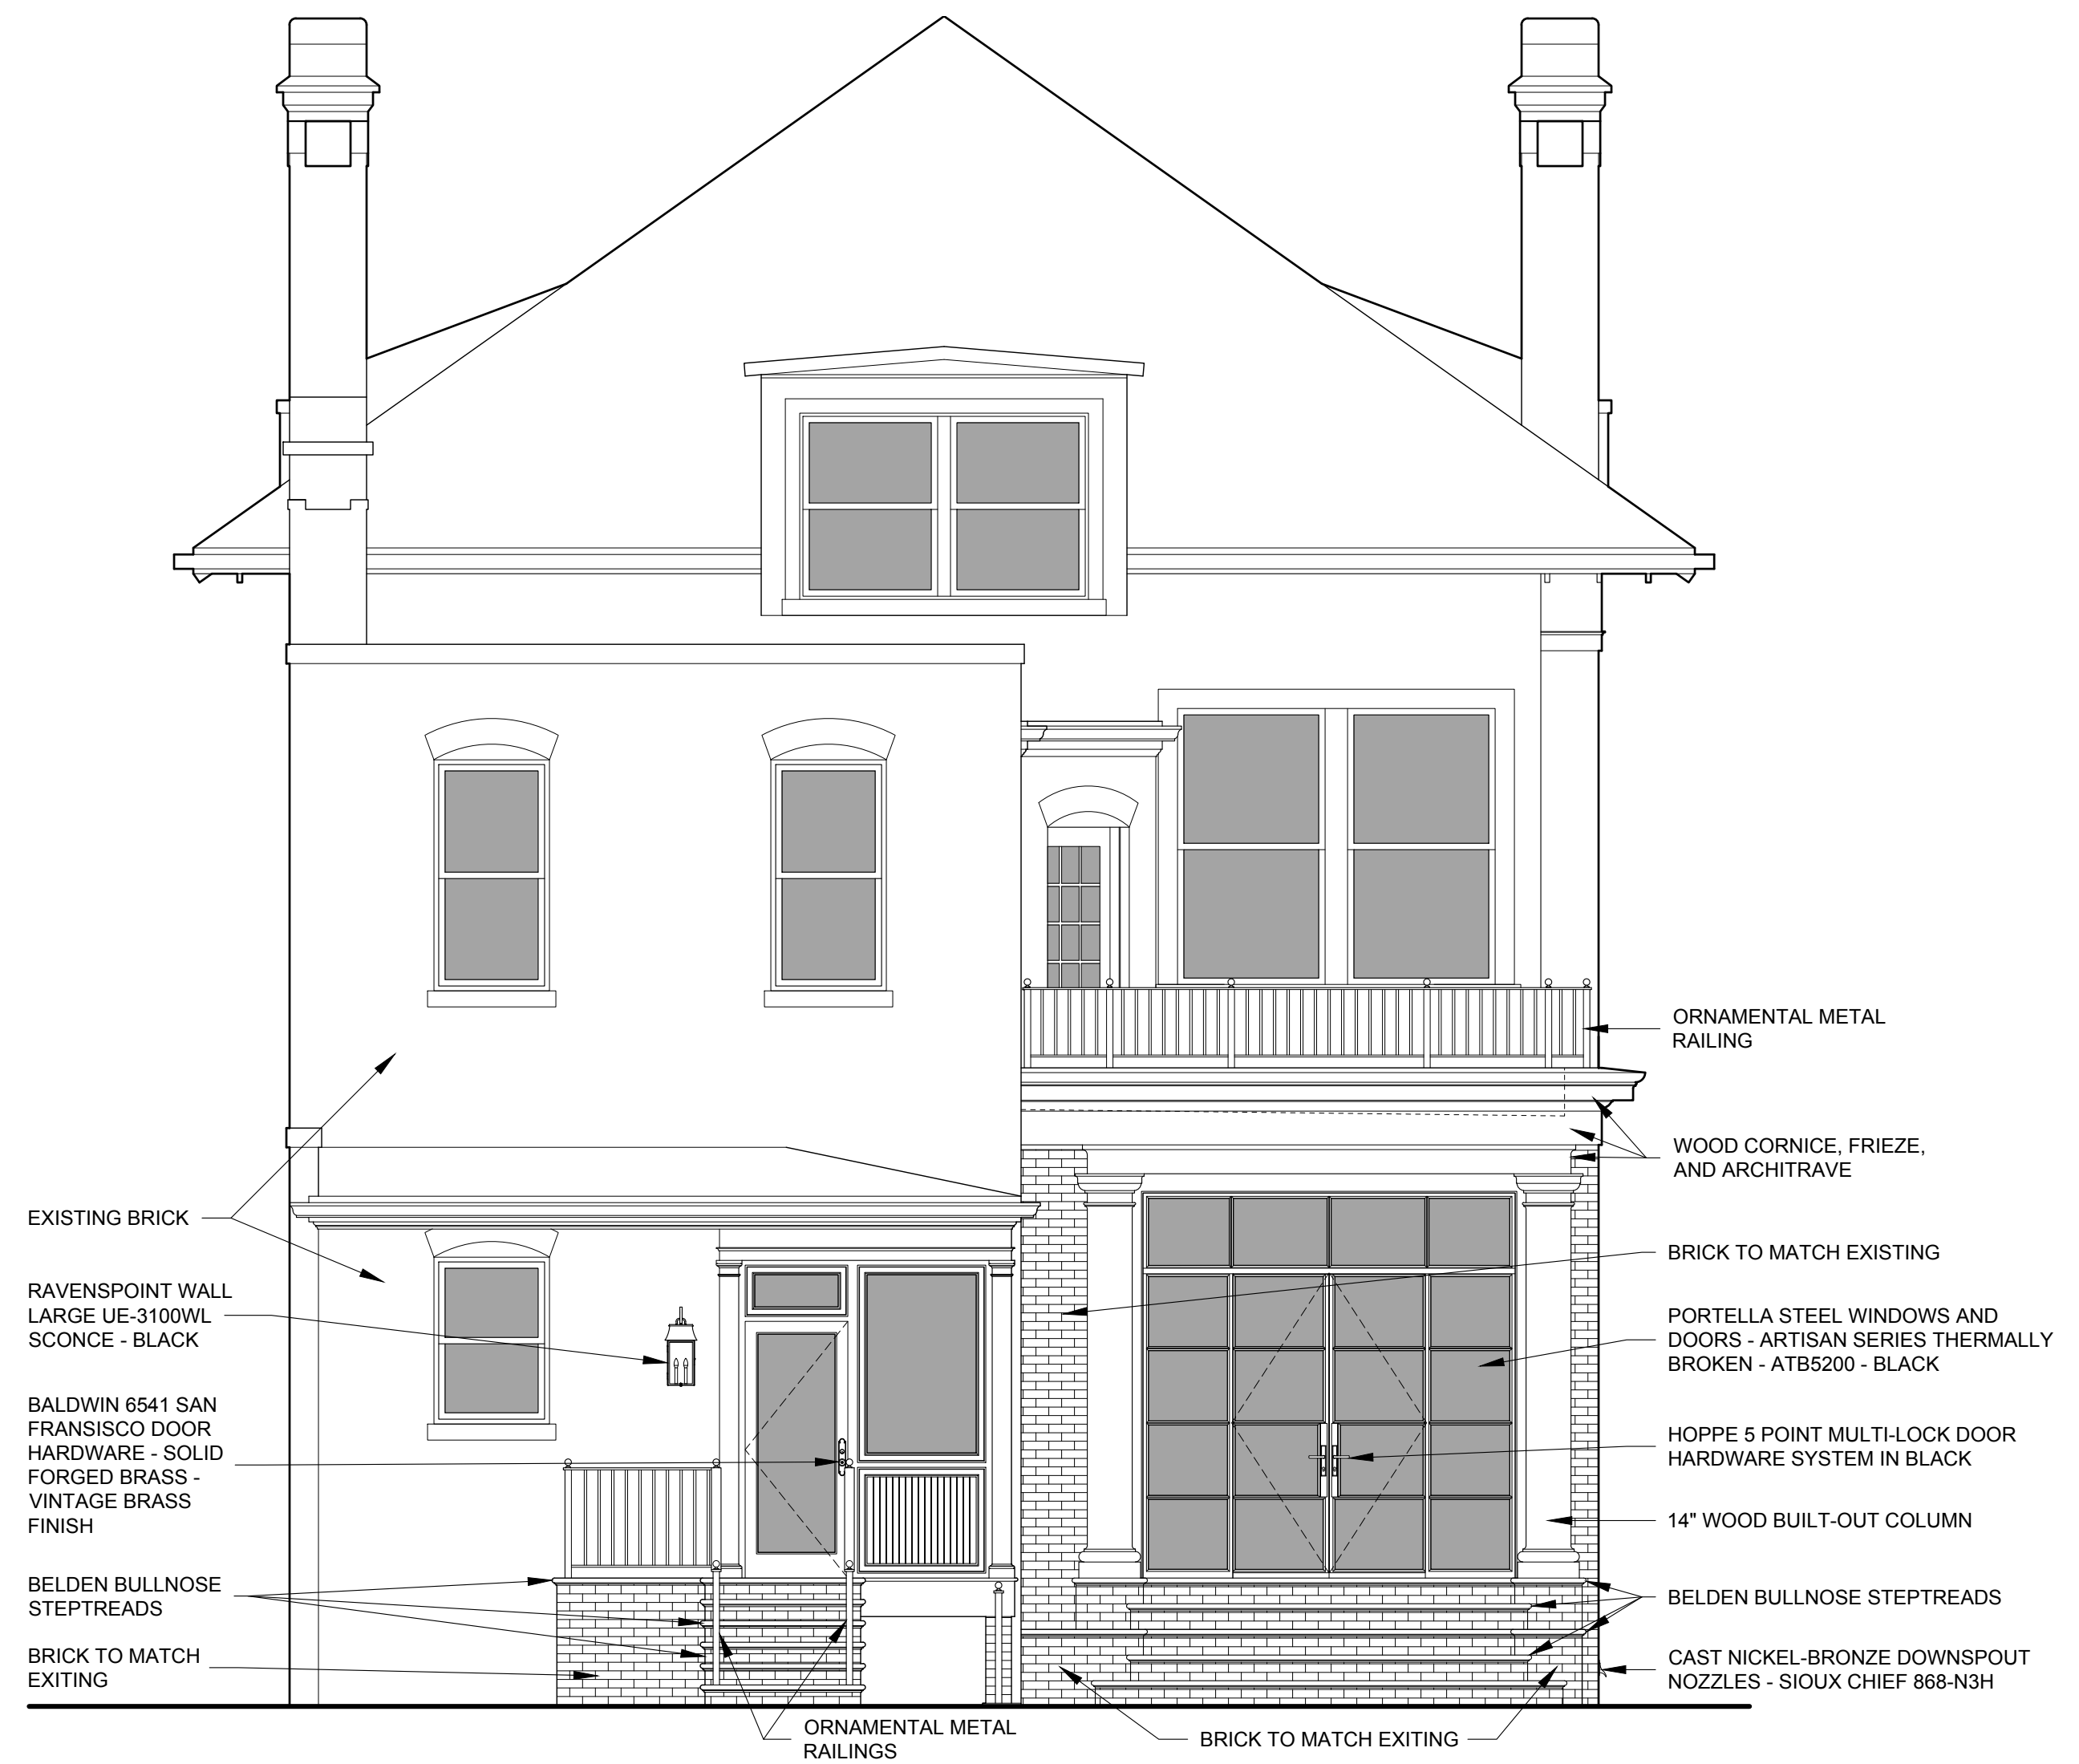 EXISTING BRICK
RAVENSPOINT WALL
LARGE UE-3100WL
SCONCE - BLACK
BALDWIN 6541 SAN
FRANSISCO DOOR
HARDWARE - SOLID
FORGED BRASS -
VINTAGE BRASS
FINISH
BELDEN BULLNOSE
STEPTREADS
BRICK TO MATCH
EXITING
ORNAMENTAL METAL
RAILINGS
ORNAMENTAL METAL
RAILING
WOOD CORNICE, FRIEZE,
AND ARCHITRAVE
BRICK TO MATCH EXISTING
PORTELLA STEEL WINDOWS AND
DOORS - ARTISAN SERIES THERMALLY
BROKEN - ATB5200 - BLACK
HOPPE 5 POINT MULTI-LOCK DOOR
HARDWARE SYSTEM IN BLACK
14" WOOD BUILT-OUT COLUMN
BELDEN BULLNOSE STEPTREADS
CAST NICKEL-BRONZE DOWNSPOUT
NOZZLES - SIOUX CHIEF 868-N3H
BRICK TO MATCH EXITING